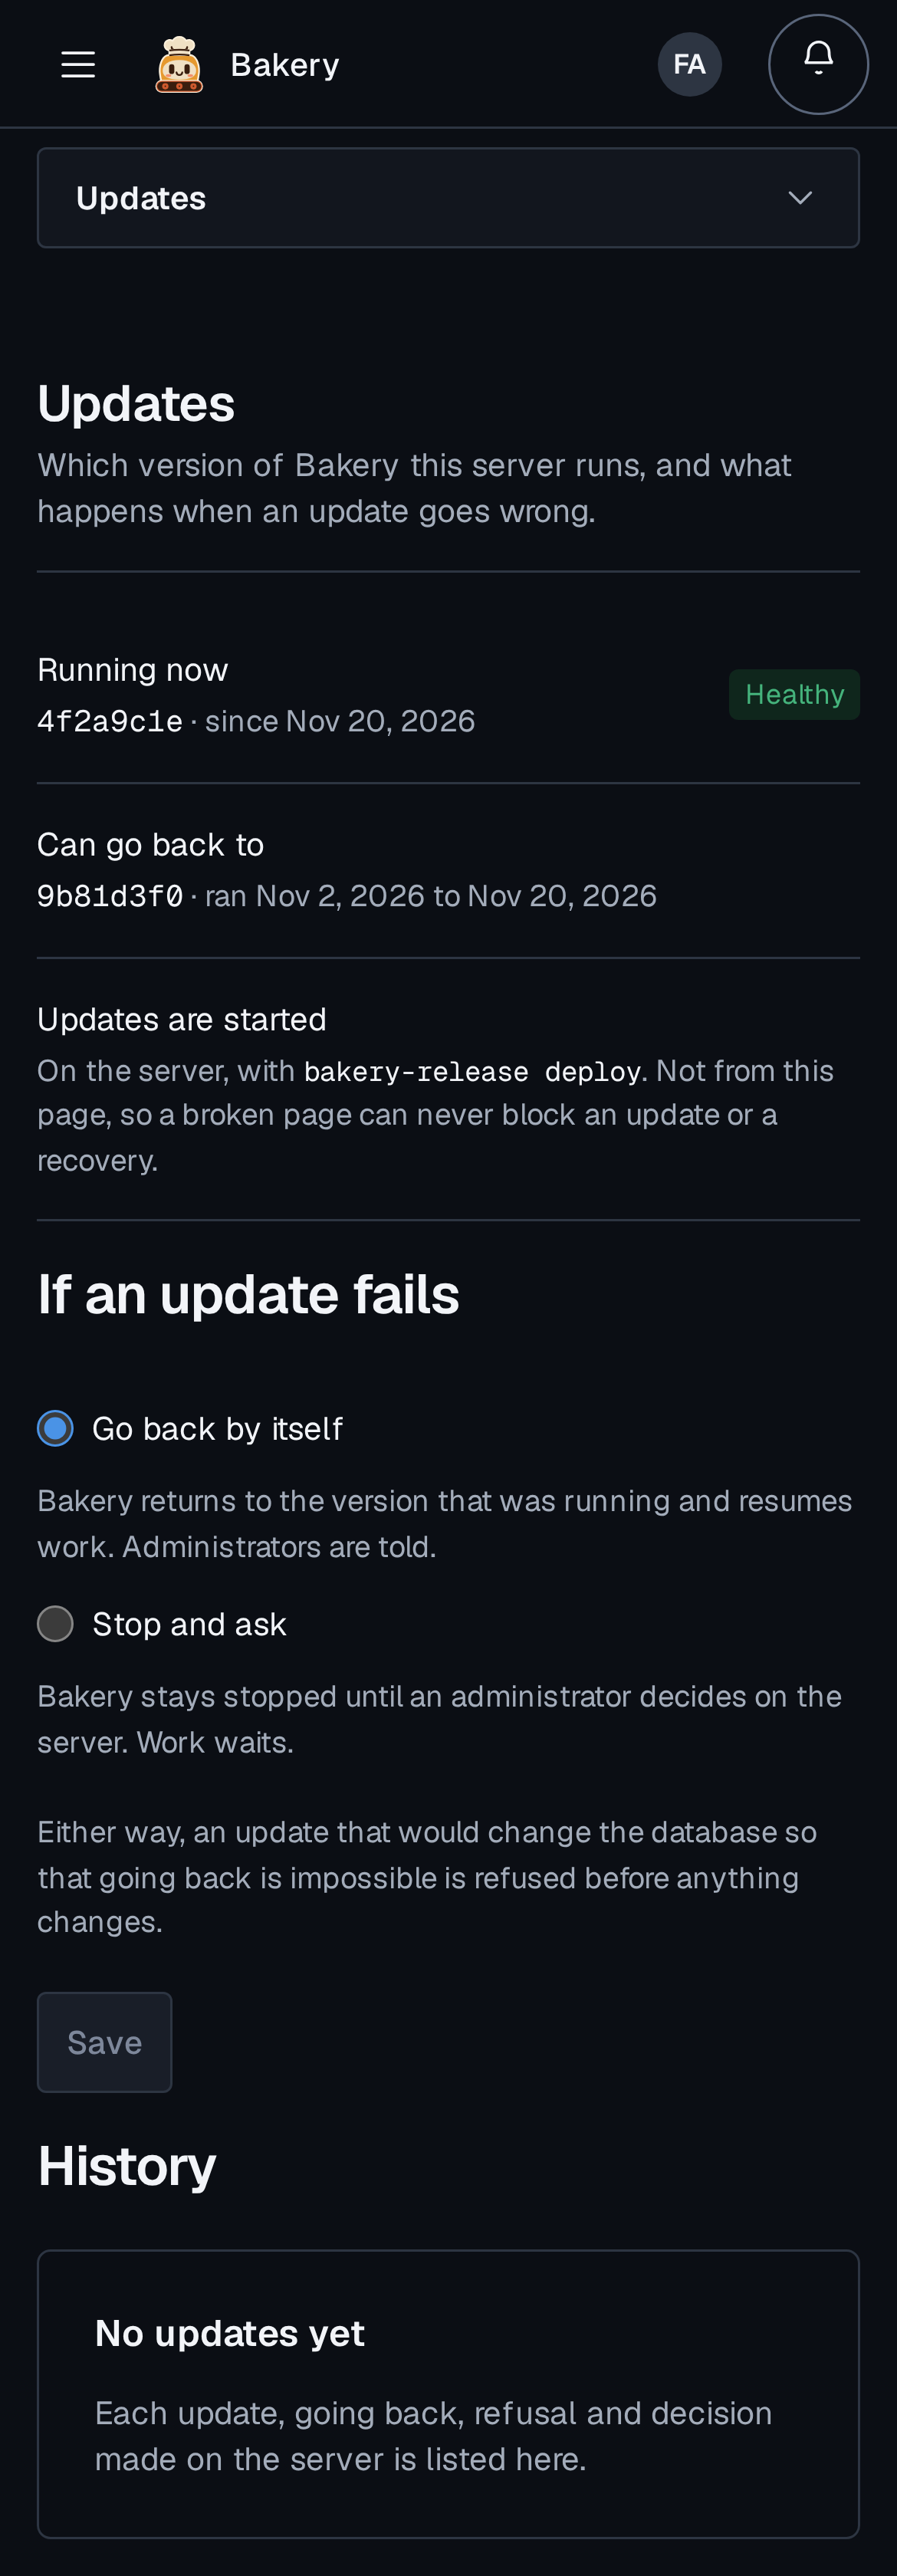 Bakery
FA
Updates
Updates
Which version of Bakery this server runs, and what
happens when an update goes wrong.
Running now
4f2a9c1e · since Nov 20, 2026
Healthy
Can go back to
9b81d3f0 · ran Nov 2, 2026 to Nov 20, 2026
Updates are started
On the server, with bakery-release deploy. Not from this
page, so a broken page can never block an update or a
recovery.
If an update fails
Go back by itself
Bakery returns to the version that was running and resumes
work. Administrators are told.
Stop and ask
Bakery stays stopped until an administrator decides on the
server. Work waits.
Either way, an update that would change the database so
that going back is impossible is refused before anything
changes.
Save
History
No updates yet
Each update, going back, refusal and decision
made on the server is listed here.